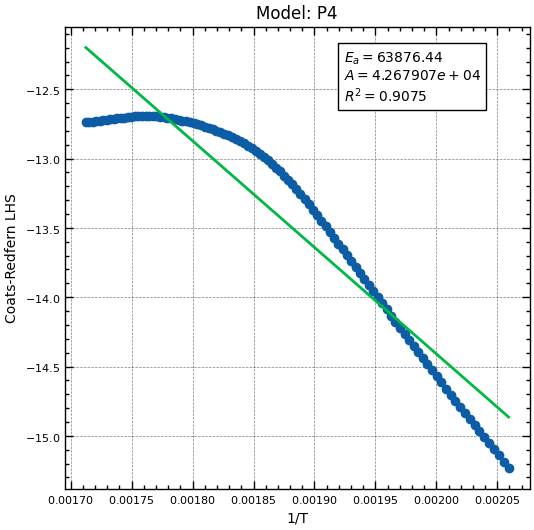 Model: P4
Eₐ = 63876.44
A = 4.267907e + 04
R² = 0.9075
−12.5
−13.0
−13.5
−14.0
−14.5
−15.0
Coats-Redfern LHS
0.00170 0.00175 0.00180 0.00185 0.00190 0.00195 0.00200 0.00205
1/T